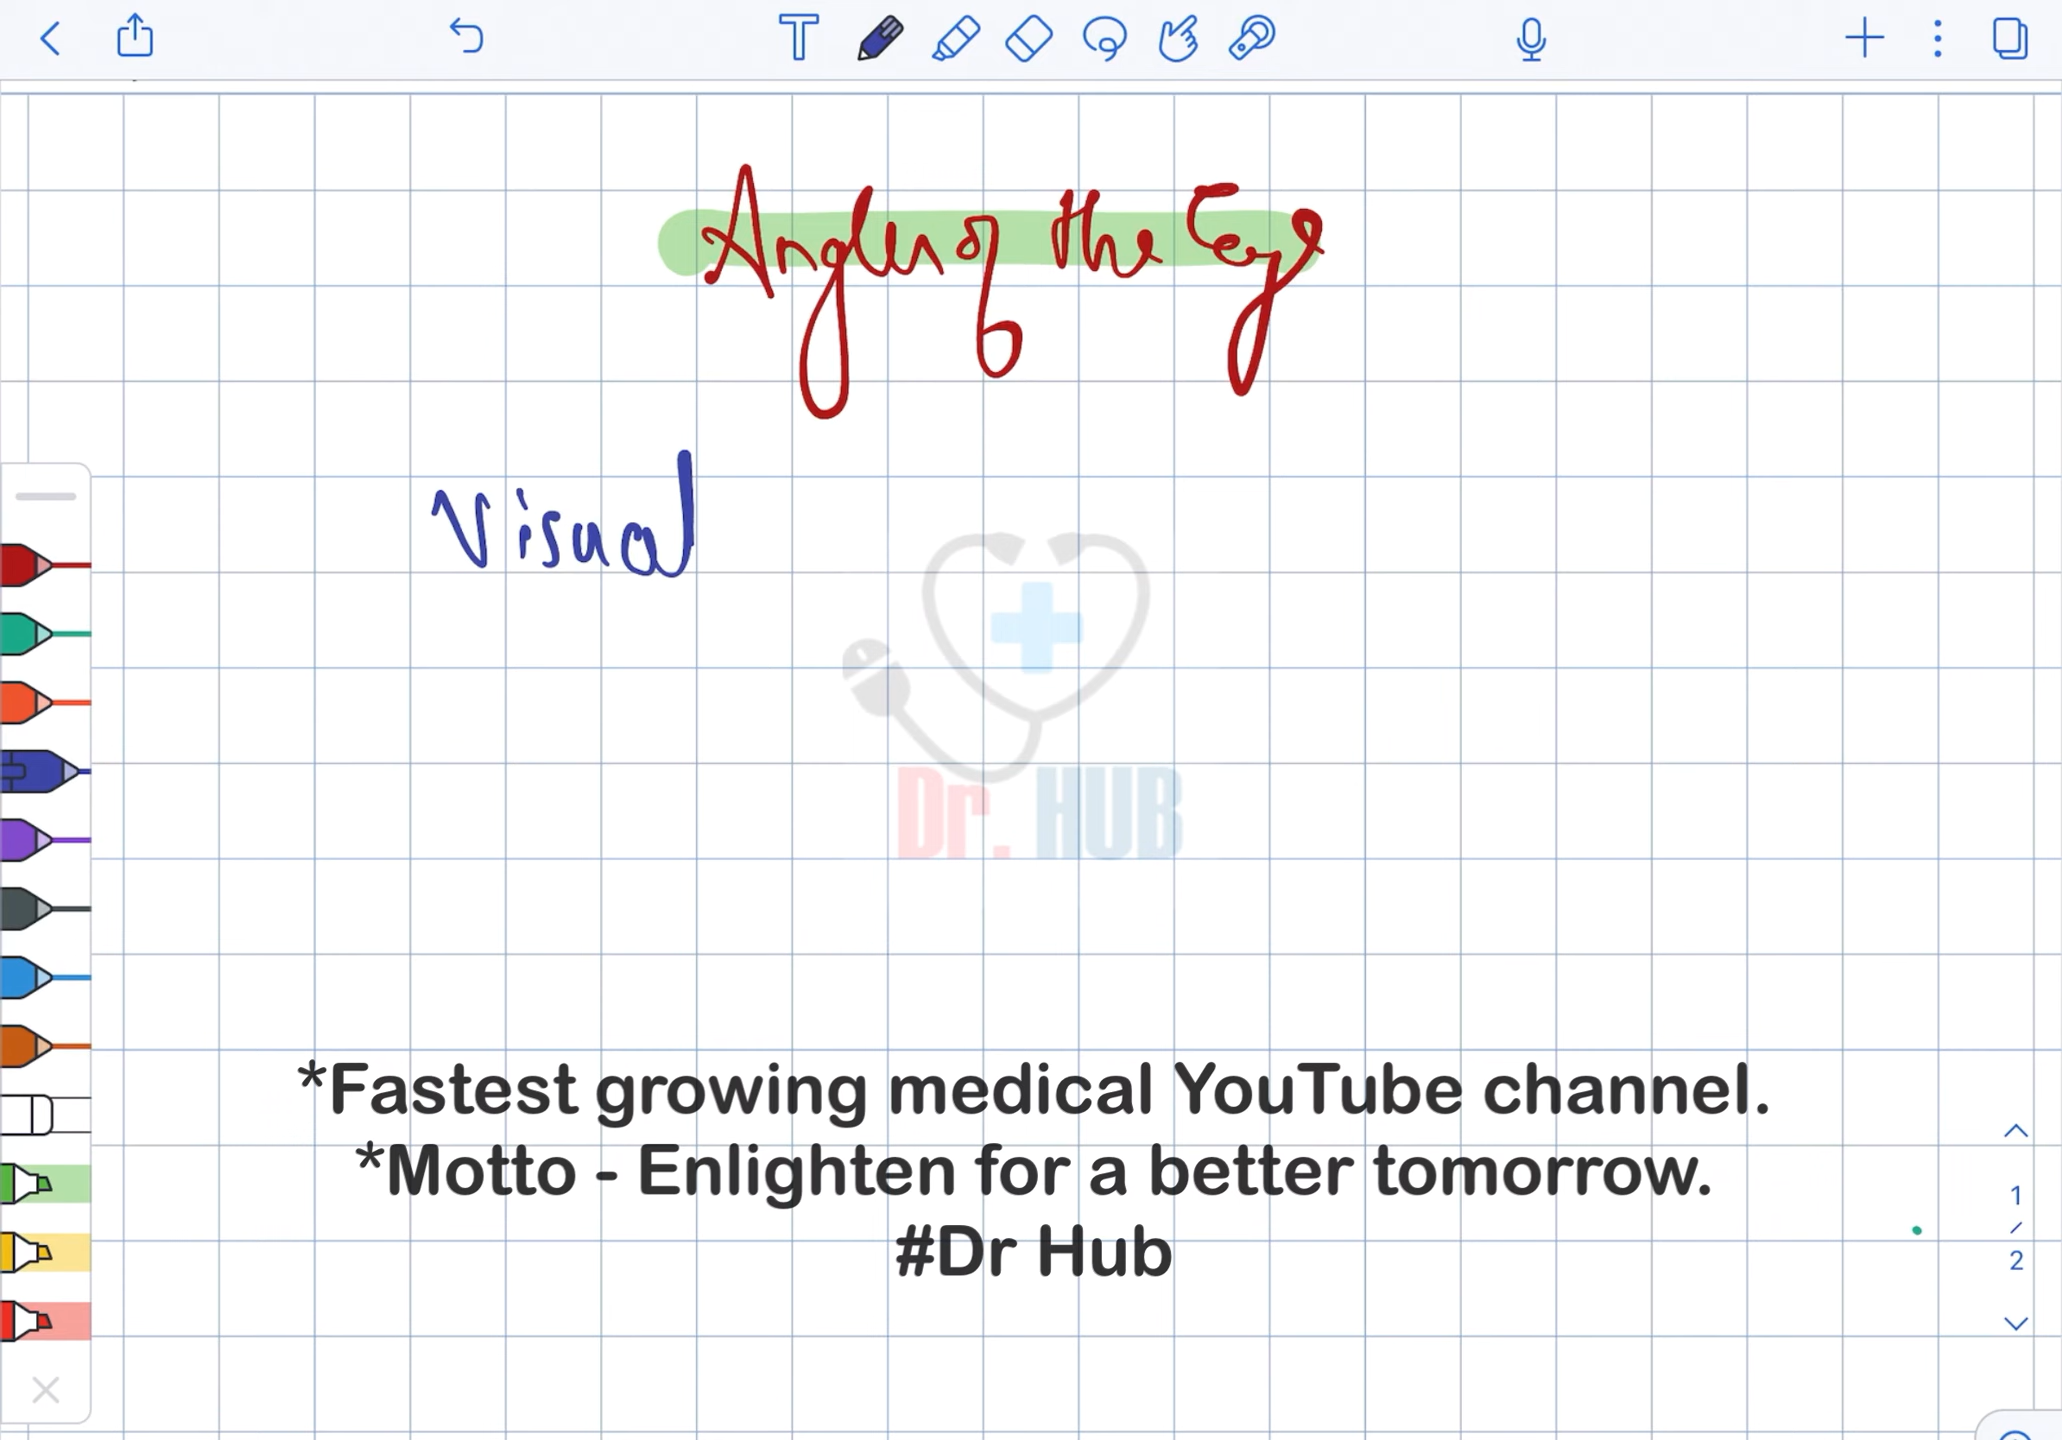 Angles of the Eye
Visual
Dr. HUB
*Fastest growing medical YouTube channel.
*Motto - Enlighten for a better tomorrow.
#Dr Hub
1
/
2